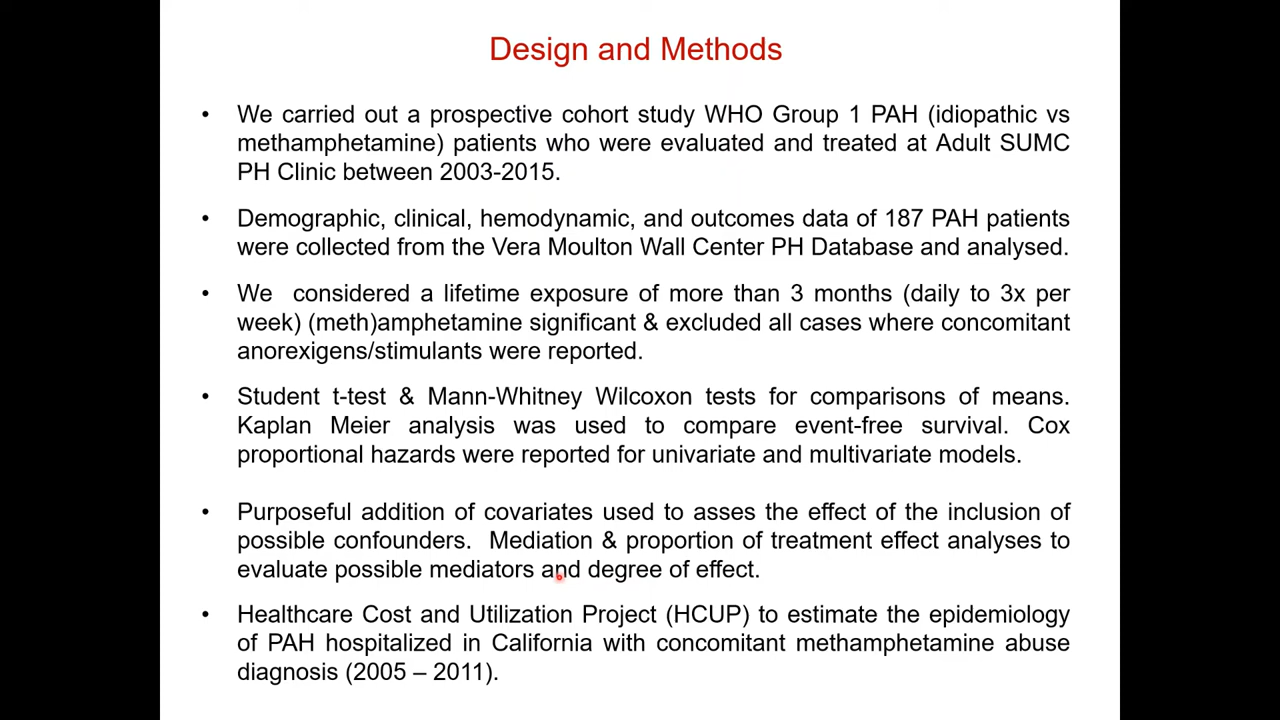 Design and Methods
• We carried out a prospective cohort study WHO Group 1 PAH (idiopathic vs
methamphetamine) patients who were evaluated and treated at Adult SUMC
PH Clinic between 2003-2015.
• Demographic, clinical, hemodynamic, and outcomes data of 187 PAH patients
were collected from the Vera Moulton Wall Center PH Database and analysed.
• We considered a lifetime exposure of more than 3 months (daily to 3x per
week) (meth)amphetamine significant & excluded all cases where concomitant
anorexigens/stimulants were reported.
• Student t-test & Mann-Whitney Wilcoxon tests for comparisons of means.
Kaplan Meier analysis was used to compare event-free survival. Cox
proportional hazards were reported for univariate and multivariate models.
• Purposeful addition of covariates used to asses the effect of the inclusion of
possible confounders. Mediation & proportion of treatment effect analyses to
evaluate possible mediators and degree of effect.
• Healthcare Cost and Utilization Project (HCUP) to estimate the epidemiology
of PAH hospitalized in California with concomitant methamphetamine abuse
diagnosis (2005 – 2011).